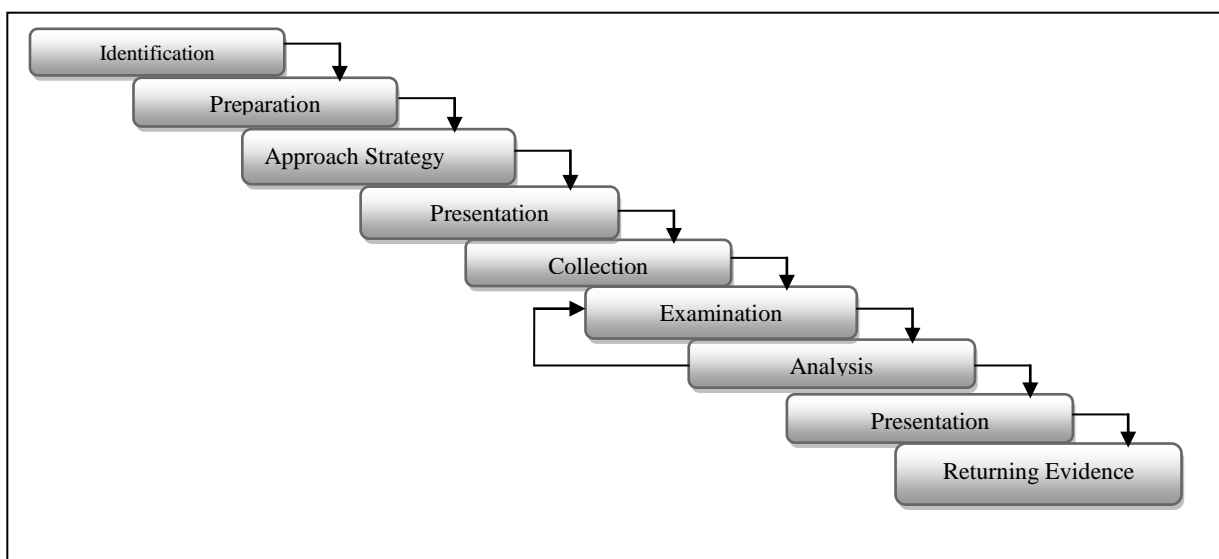 Identification
Preparation
Approach Strategy
Presentation
Collection
Examination
Analysis
Presentation
Returning Evidence